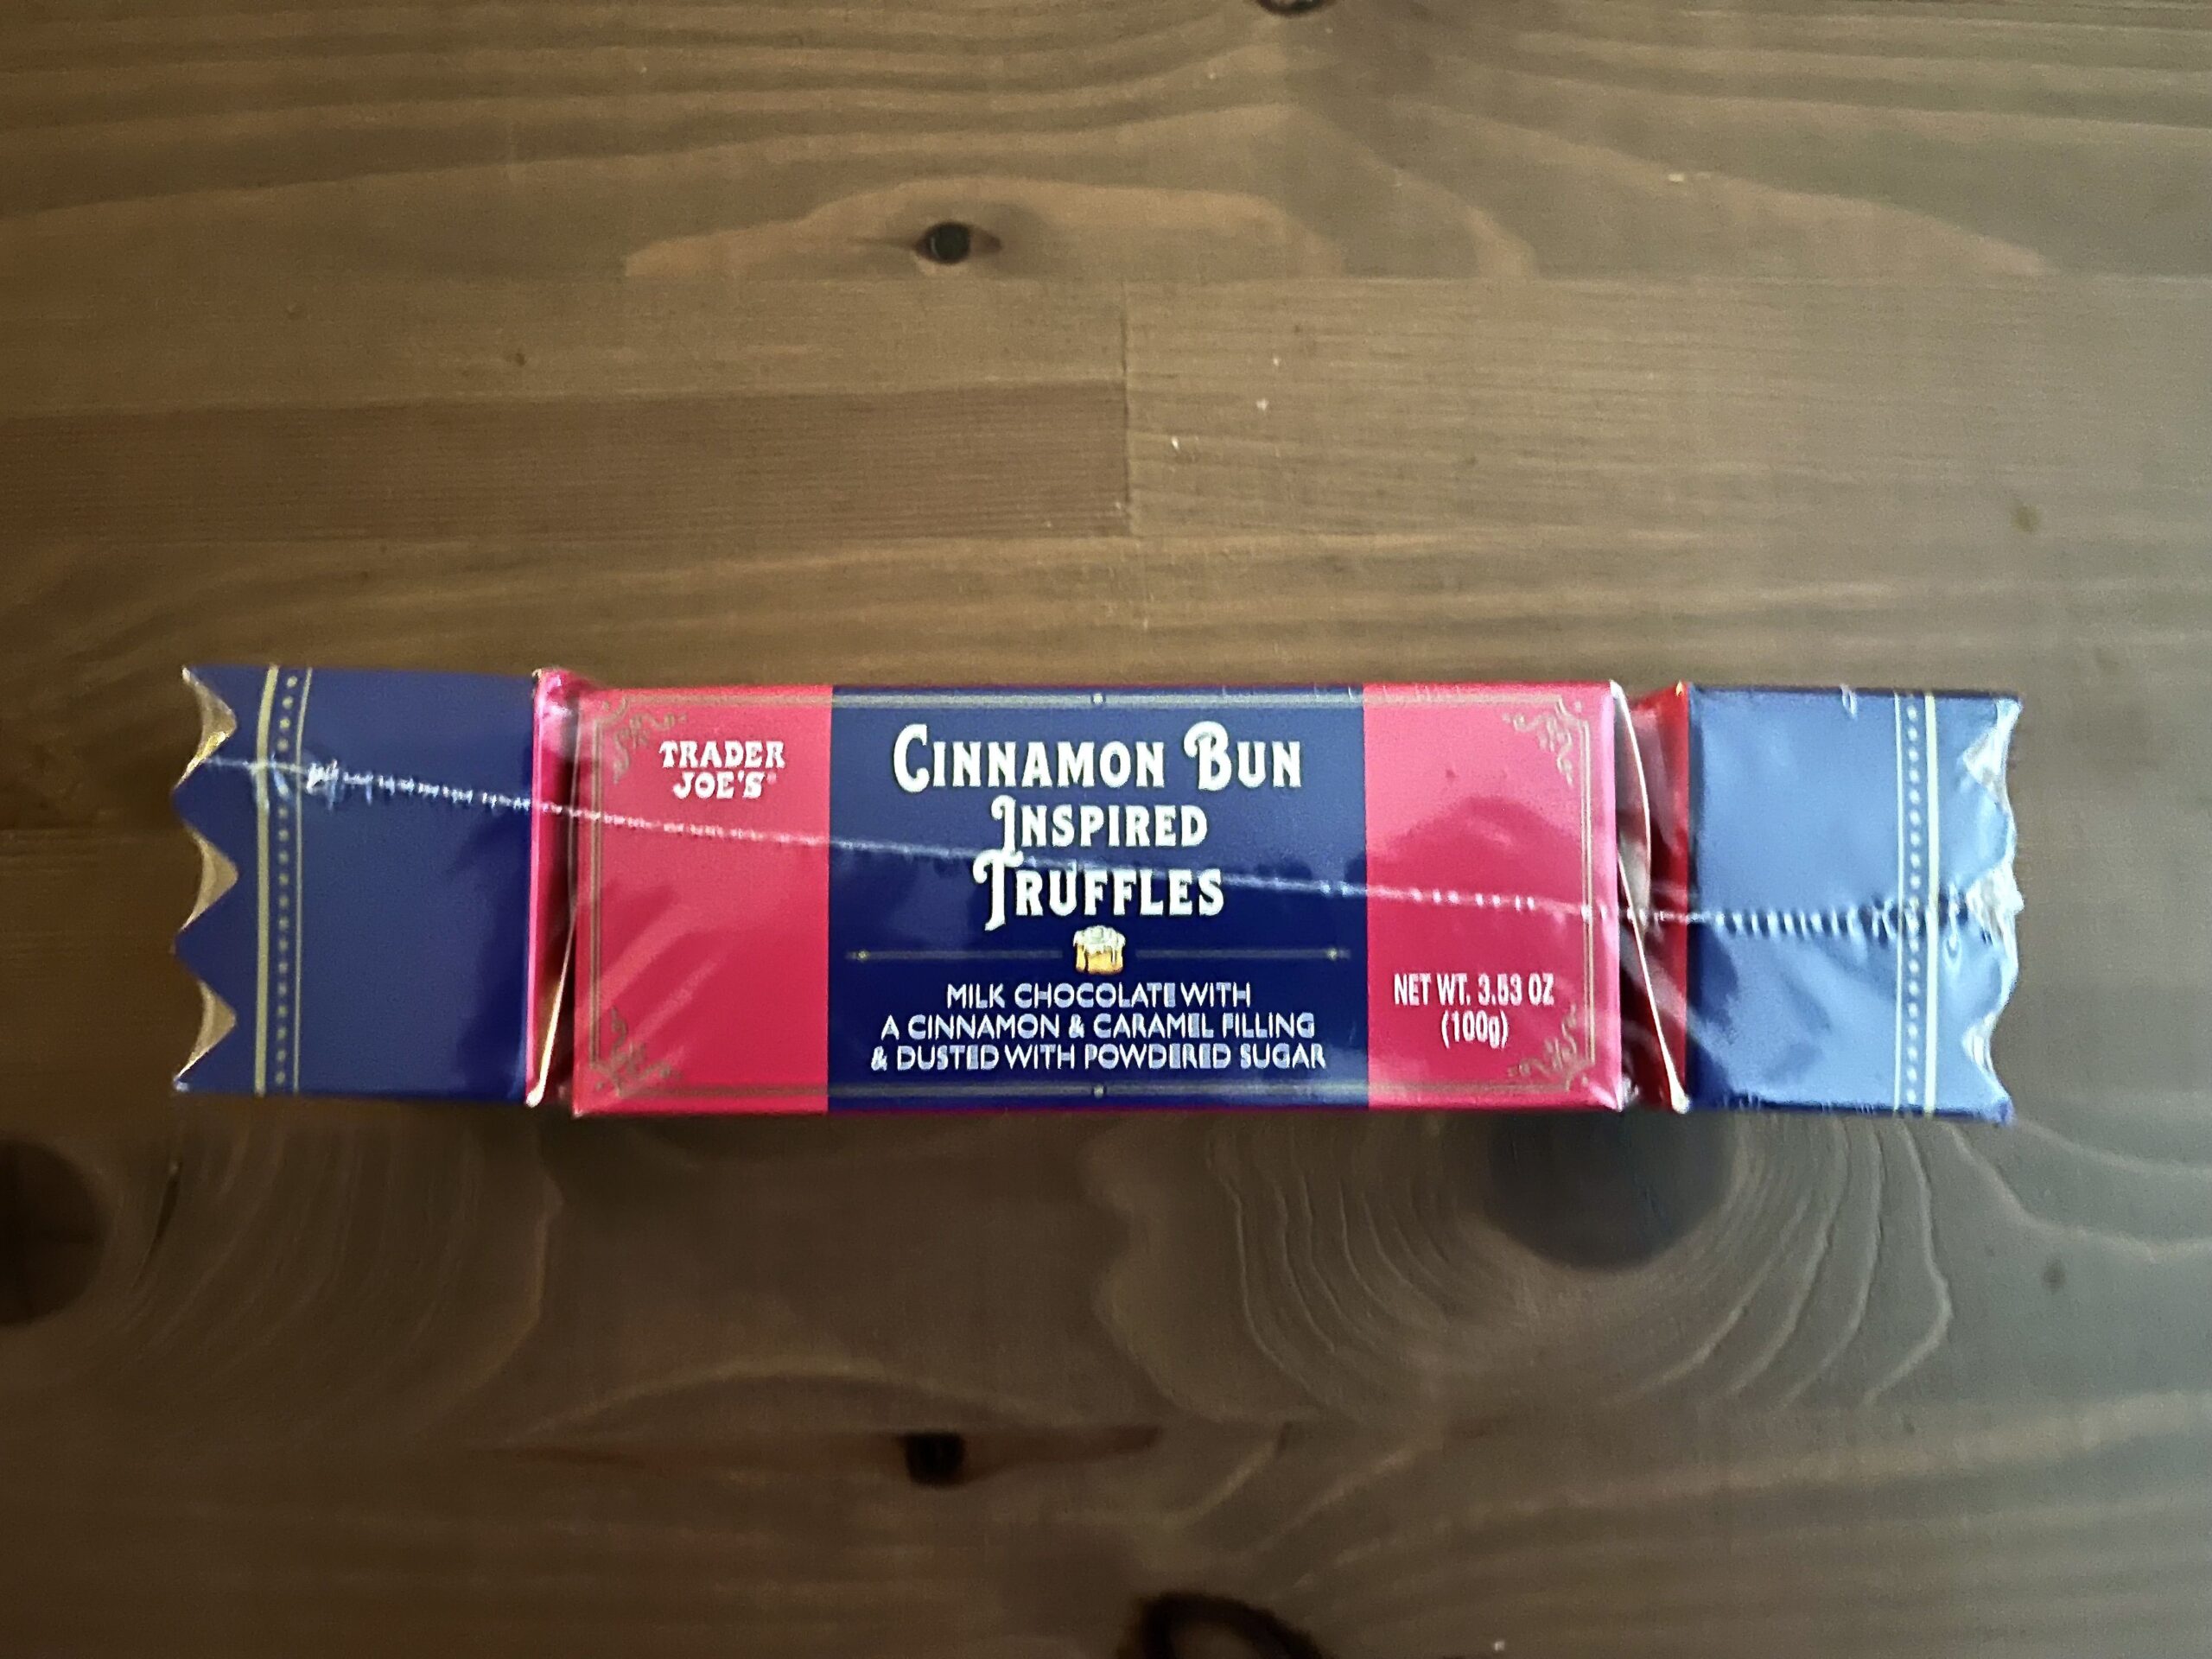 TRADER
JOE'S
CINNAMON BUN
INSPIRED
TRUFFLES
MILK CHOCOLATE WITH
A CINNAMON & CARAMEL FILLING
& DUSTED WITH POWDERED SUGAR
NET WT. 3.53 OZ
(100g)